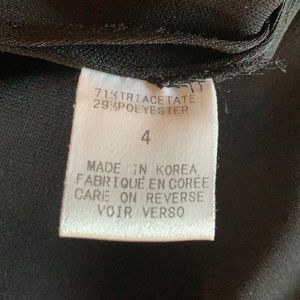 71%TRIACETATE
29%POLYESTER
4
MADE IN KOREA
FABRIQUÉ EN CORÉE
CARE ON REVERSE
VOIR VERSO